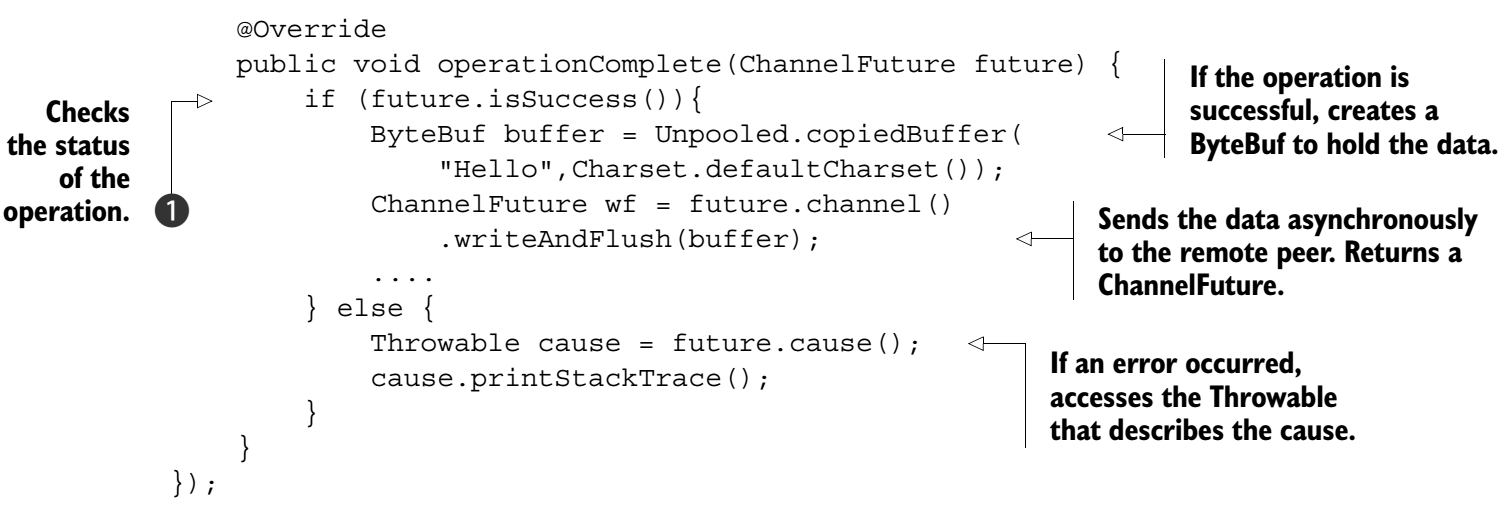 @Override
public void operationComplete(ChannelFuture future) {
if (future.isSuccess()){
ByteBuf buffer = Unpooled.copiedBuffer(
"Hello",Charset.defaultCharset());
ChannelFuture wf = future.channel()
.writeAndFlush(buffer);
....
} else {
Throwable cause = future.cause();
cause.printStackTrace();
}
}
});
Checks
the status
of the
operation.
1
If the operation is
successful, creates a
ByteBuf to hold the data.
Sends the data asynchronously
to the remote peer. Returns a
ChannelFuture.
If an error occurred,
accesses the Throwable
that describes the cause.